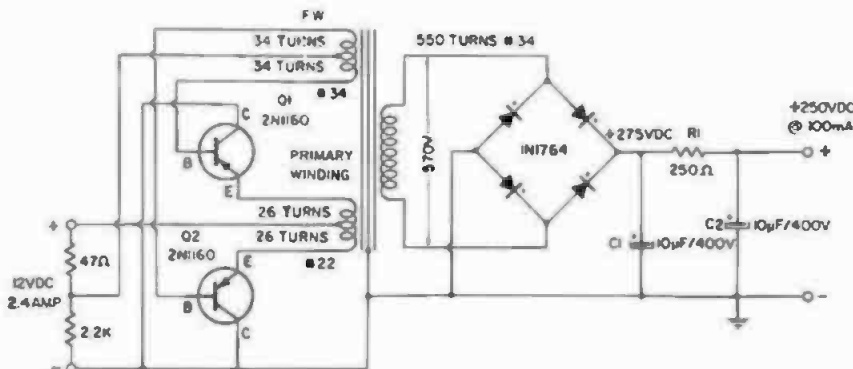 FW
34 TURNS
34 TURNS
#34
Q1
2N1160
C
B
E
PRIMARY
WINDING
26 TURNS
26 TURNS
#22
Q2
2N1160
E
B
C
+
47Ω
12VDC
2.4AMP
2.2K
-
550 TURNS #34
370V
IN1764
+275VDC
R1
250Ω
+250VDC
@ 100mA
+
C1
10µF/400V
C2
10µF/400V
-